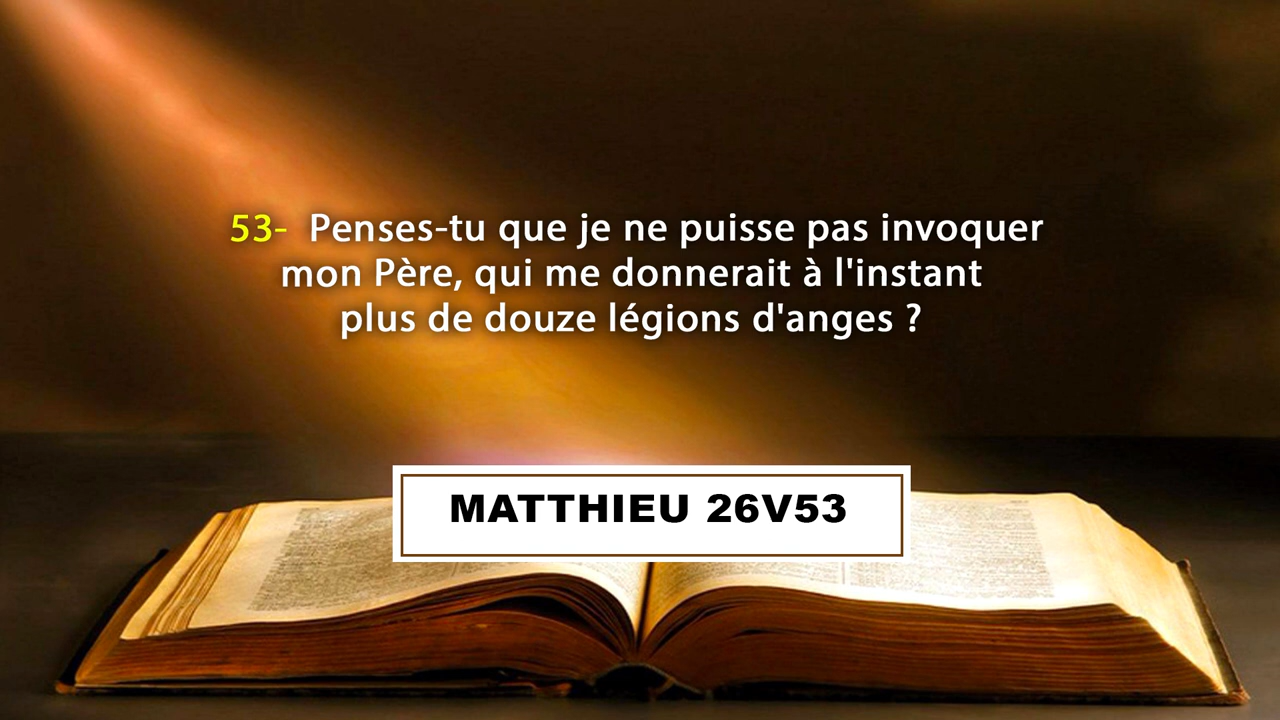 53- Penses-tu que je ne puisse pas invoquer
mon Père, qui me donnerait à l'instant
plus de douze légions d'anges ?
MATTHIEU 26V53